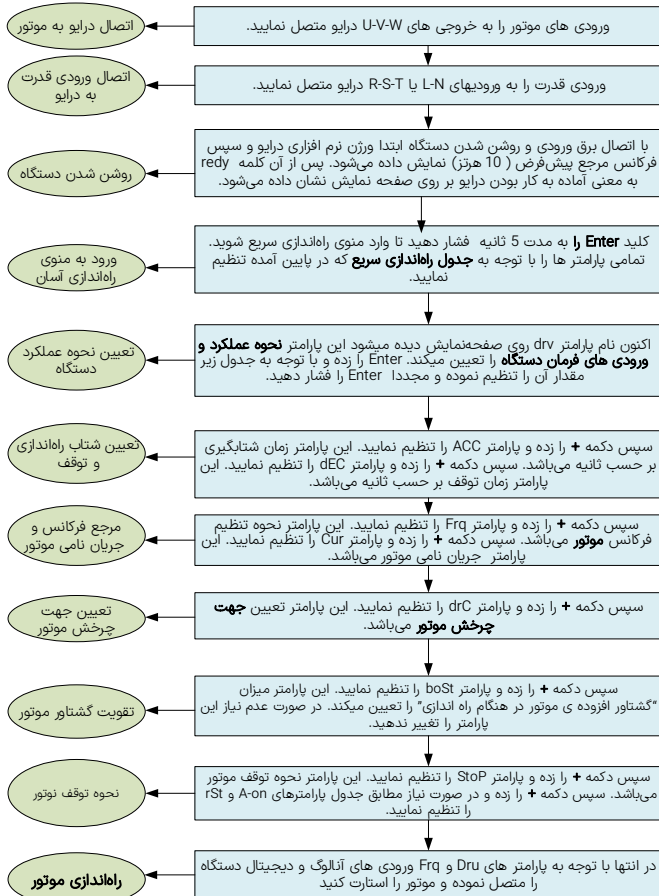 ورودی های موتور را به خروجی های U-V-W درایو متصل نمایید.
اتصال درایو به موتور
ورودی قدرت را به ورودیهای L-N یا R-S-T درایو متصل نمایید.
اتصال ورودی قدرت
به درایو
با اتصال برق ورودی و روشن شدن دستگاه ابتدا ورژن نرم افزاری درایو و سپس
فرکانس مرجع پیش‌فرض ( 10 هرتز) نمایش داده می‌شود. پس از آن کلمه redy
به معنی آماده به کار بودن درایو بر روی صفحه نمایش نشان داده می‌شود.
روشن شدن دستگاه
کلید Enter را به مدت 5 ثانیه فشار دهید تا وارد منوی راه‌اندازی سریع شوید.
تمامی پارامتر ها را با توجه به جدول راه‌اندازی سریع که در پایین آمده تنظیم
نمایید.
ورود به منوی
راه‌اندازی آسان
اکنون نام پارامتر drv روی صفحه‌نمایش دیده میشود این پارامتر نحوه عملکرد و
ورودی های فرمان دستگاه را تعیین میکند. Enter را زده و با توجه به جدول زیر
مقدار آن را تنظیم نموده و مجددا Enter را فشار دهید.
تعیین نحوه عملکرد
دستگاه
سپس دکمه + را زده و پارامتر ACC را تنظیم نمایید. این پارامتر زمان شتابگیری
بر حسب ثانیه می‌باشد. سپس دکمه + را زده و پارامتر dEC را تنظیم نمایید. این
پارامتر زمان توقف بر حسب ثانیه می‌باشد.
تعیین شتاب راه‌اندازی
و توقف
سپس دکمه + را زده و پارامتر Frq را تنظیم نمایید. این پارامتر نحوه تنظیم
فرکانس موتور می‌باشد. سپس دکمه + را زده و پارامتر Cur را تنظیم نمایید. این
پارامتر جریان نامی موتور می‌باشد.
مرجع فرکانس و
جریان نامی موتور
سپس دکمه + را زده و پارامتر drC را تنظیم نمایید. این پارامتر تعیین جهت
چرخش موتور می‌باشد.
تعیین جهت
چرخش موتور
سپس دکمه + را زده و پارامتر boSt را تنظیم نمایید. این پارامتر میزان
“گشتاور افزوده ی موتور در هنگام راه اندازی” را تعیین میکند. در صورت عدم نیاز این
پارامتر را تغییر ندهید.
تقویت گشتاور موتور
سپس دکمه + را زده و پارامتر StoP را تنظیم نمایید. این پارامتر نحوه توقف موتور
می‌باشد. سپس دکمه + را زده و در صورت نیاز مطابق جدول پارامترهای A-on و rSt
را تنظیم نمایید.
نحوه توقف نوتور
در انتها با توجه به پارامتر های Dru و Frq ورودی های آنالوگ و دیجیتال دستگاه
را متصل نموده و موتور را استارت کنید
راه‌اندازی موتور